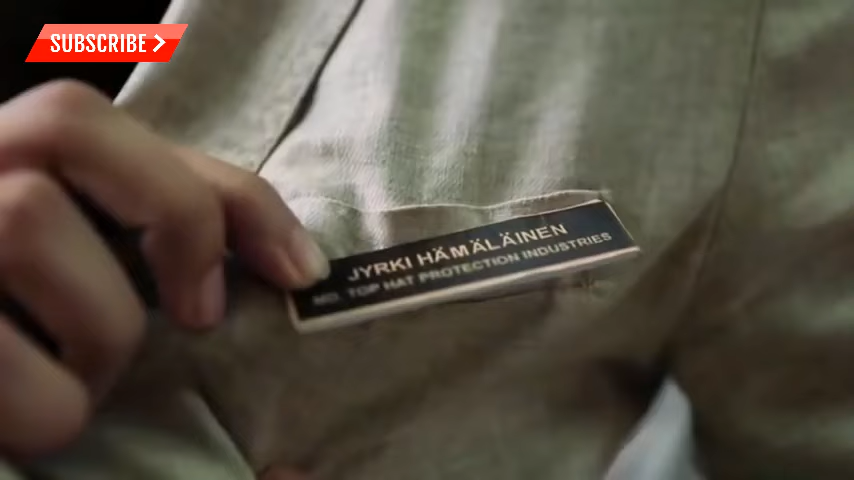 SUBSCRIBE >
JYRKI HÄMÄLÄINEN
MD. TOP HAT PROTECTION INDUSTRIES